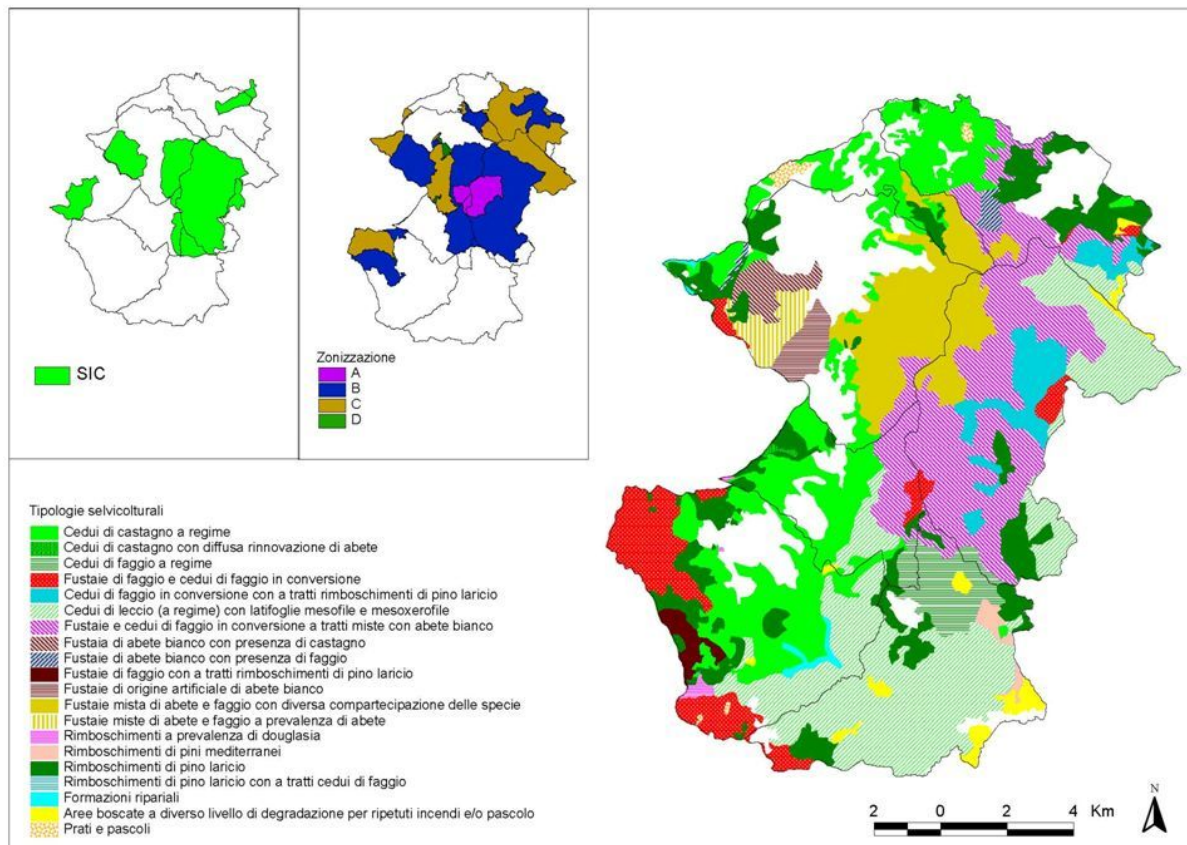 SIC
Zonizzazione
A
B
C
D
Tipologie selvicolturali
Cedui di castagno a regime
Cedui di castagno con diffusa rinnovazione di abete
Cedui di faggio a regime
Fustaie di faggio e cedui di faggio in conversione
Cedui di faggio in conversione con a tratti rimboschimenti di pino laricio
Cedui di leccio (a regime) con latifoglie mesofile e mesoxerofile
Fustaie e cedui di faggio in conversione a tratti miste con abete bianco
Fustaia di abete bianco con presenza di castagno
Fustaie di abete bianco con presenza di faggio
Fustaie di faggio con a tratti rimboschimenti di pino laricio
Fustaie di origine artificiale di abete bianco
Fustaie mista di abete e faggio con diversa compartecipazione delle specie
Fustaie miste di abete e faggio a prevalenza di abete
Rimboschimenti a prevalenza di douglasia
Rimboschimenti di pini mediterranei
Rimboschimenti di pino laricio
Rimboschimenti di pino laricio con a tratti cedui di faggio
Formazioni ripariali
Aree boscate a diverso livello di degradazione per ripetuti incendi e/o pascolo
Prati e pascoli
2 0 2 4 Km
N